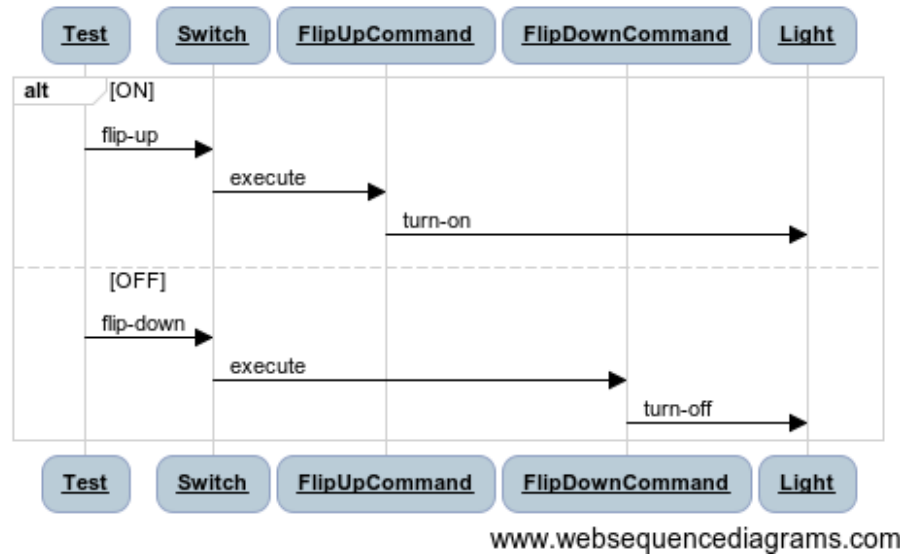 Test Switch FlipUpCommand FlipDownCommand Light
alt [ON]
flip-up
execute
turn-on
[OFF]
flip-down
execute
turn-off
Test Switch FlipUpCommand FlipDownCommand Light
www.websequencediagrams.com